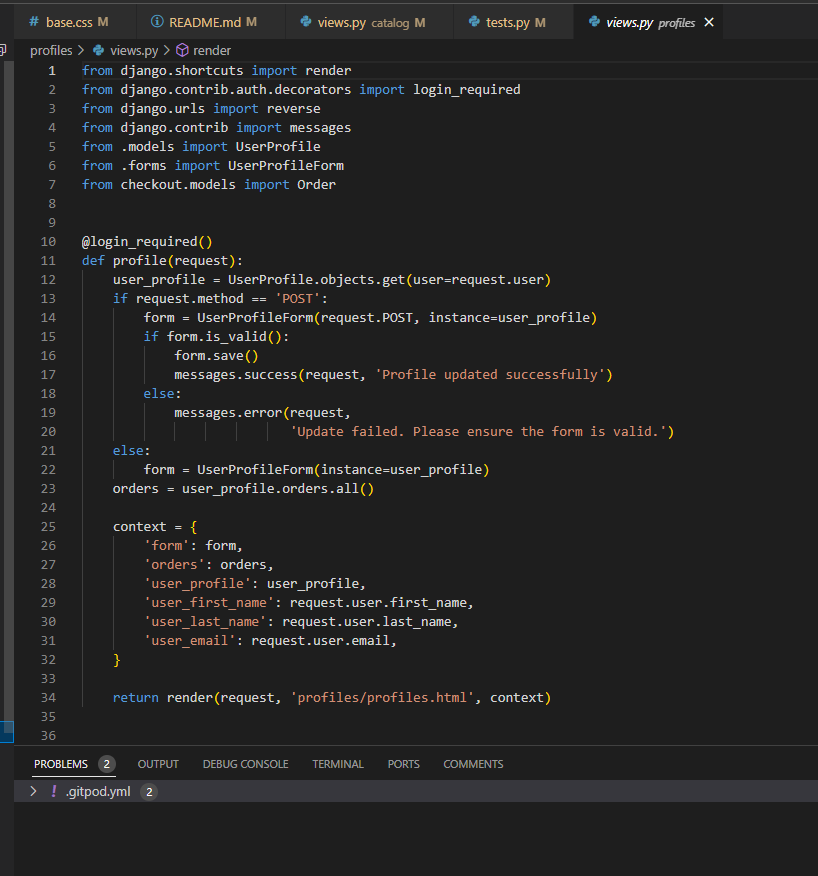 # base.css M README.md M views.py catalog M tests.py M views.py profiles ×
profiles > views.py > render
1 from django.shortcuts import render
2 from django.contrib.auth.decorators import login_required
3 from django.urls import reverse
4 from django.contrib import messages
5 from .models import UserProfile
6 from .forms import UserProfileForm
7 from checkout.models import Order
8
9
10 @login_required()
11 def profile(request):
12     user_profile = UserProfile.objects.get(user=request.user)
13     if request.method == 'POST':
14         form = UserProfileForm(request.POST, instance=user_profile)
15         if form.is_valid():
16             form.save()
17             messages.success(request, 'Profile updated successfully')
18         else:
19             messages.error(request,
20                            'Update failed. Please ensure the form is valid.')
21     else:
22         form = UserProfileForm(instance=user_profile)
23     orders = user_profile.orders.all()
24
25     context = {
26         'form': form,
27         'orders': orders,
28         'user_profile': user_profile,
29         'user_first_name': request.user.first_name,
30         'user_last_name': request.user.last_name,
31         'user_email': request.user.email,
32     }
33
34     return render(request, 'profiles/profiles.html', context)
35
36
PROBLEMS 2 OUTPUT DEBUG CONSOLE TERMINAL PORTS COMMENTS
> ! .gitpod.yml 2